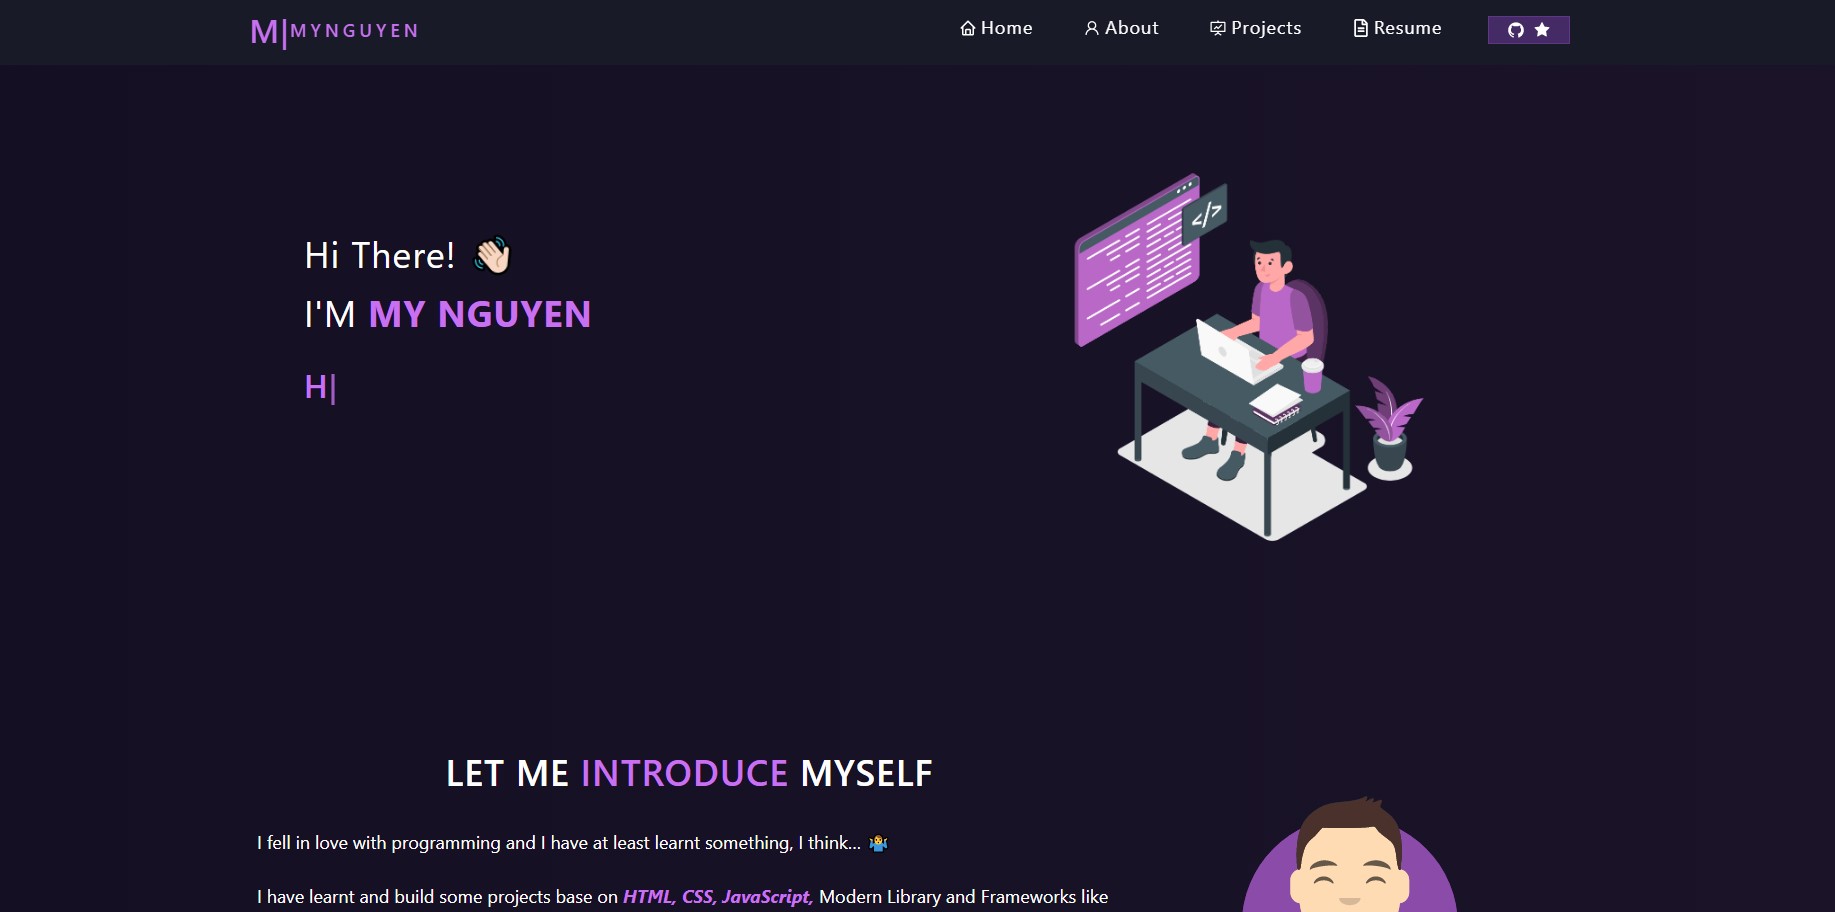 M|MYNGUYEN
Home About Projects Resume
</>
Hi There! 👋🏻
I'M MY NGUYEN
H|
LET ME INTRODUCE MYSELF
I fell in love with programming and I have at least learnt something, I think… 🤷‍♂️
I have learnt and build some projects base on HTML, CSS, JavaScript, Modern Library and Frameworks like